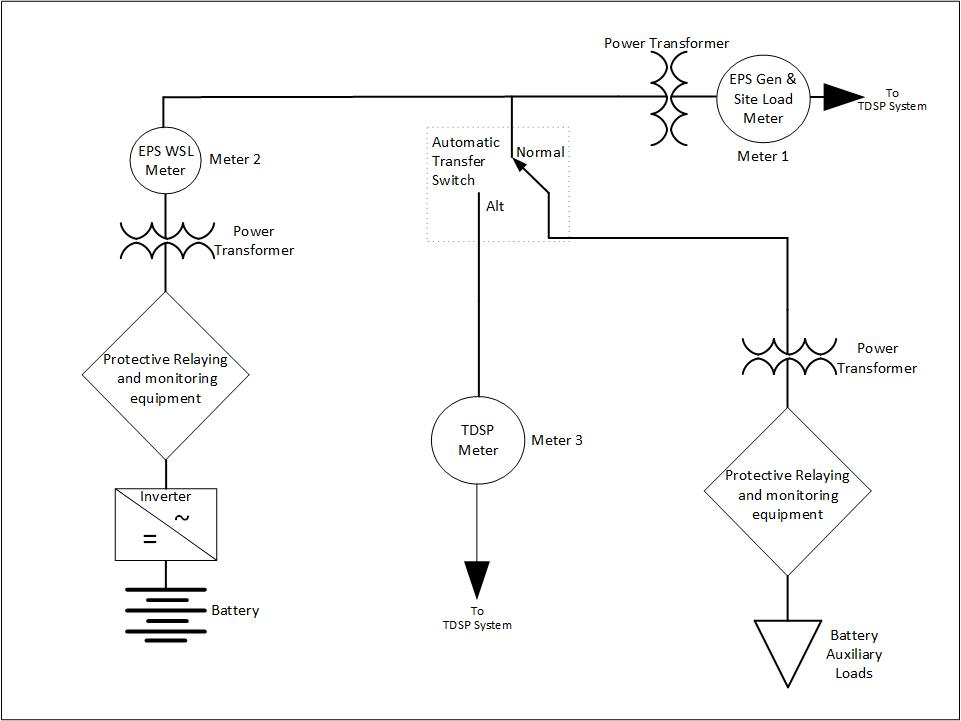 Power Transformer
EPS Gen &
Site Load
Meter
To
TDSP System
Meter 1
EPS WSL
Meter
Meter 2
Automatic
Transfer
Switch
Normal
Alt
Power
Transformer
Power
Transformer
Protective Relaying
and monitoring
equipment
TDSP
Meter
Meter 3
Protective Relaying
and monitoring
equipment
Inverter
~
=
Battery
To
TDSP System
Battery
Auxiliary
Loads